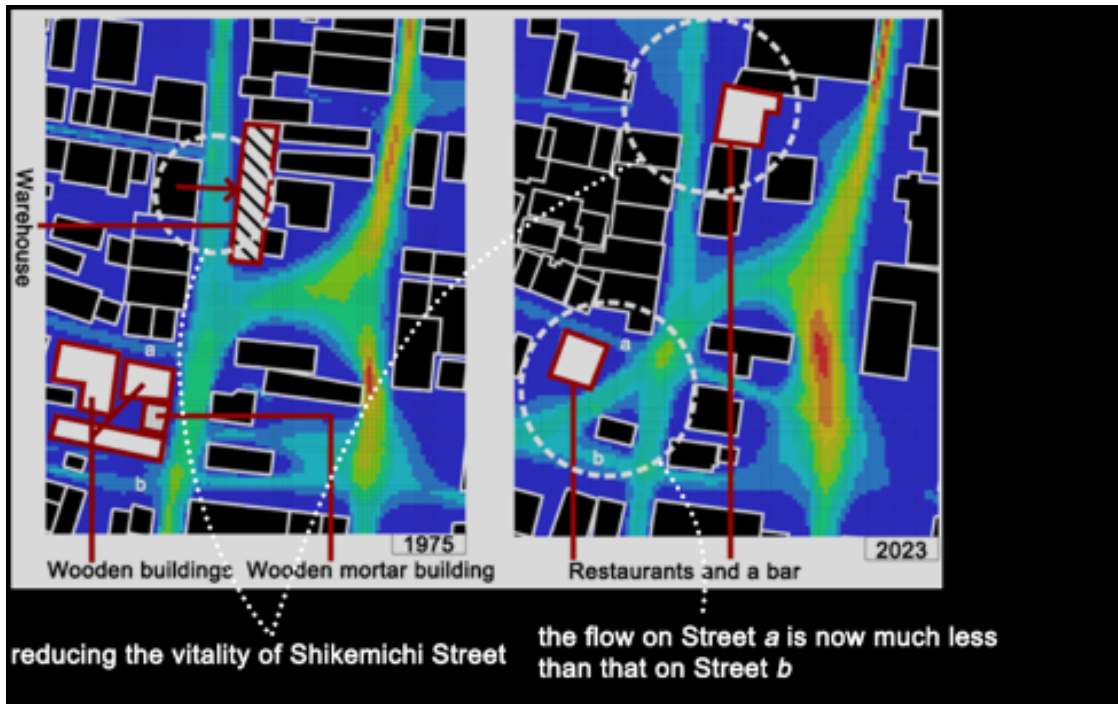 Warehouse
a
b
1975
Wooden buildings
Wooden mortar building
a
b
2023
Restaurants and a bar
reducing the vitality of Shikemichi Street
the flow on Street a is now much less
than that on Street b